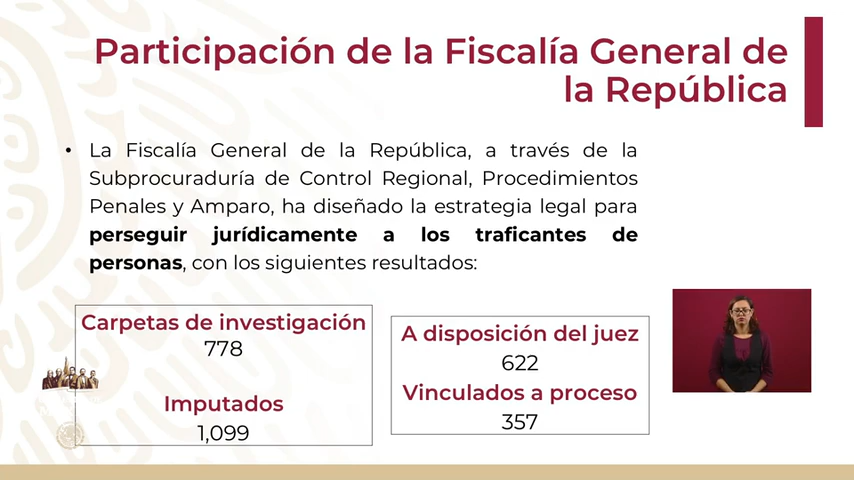 Participación de la Fiscalía General de
la República
• La Fiscalía General de la República, a través de la
Subprocuraduría de Control Regional, Procedimientos
Penales y Amparo, ha diseñado la estrategia legal para
perseguir jurídicamente a los traficantes de
personas, con los siguientes resultados:
Carpetas de investigación
778
Imputados
1,099
A disposición del juez
622
Vinculados a proceso
357